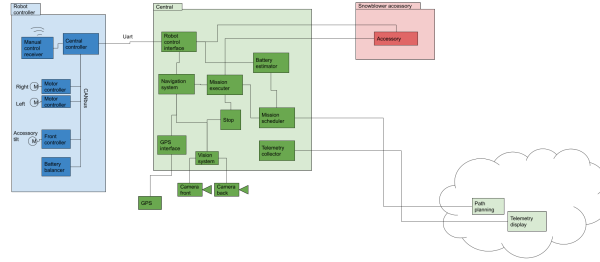 Robot
controller
Manual
control
receiver
Central
controller
Uart
CANbus
Right
M
Motor
controller
Left
M
Motor
controller
Accessory
tilt
M
Front
controller
Battery
balancer
Central
Robot
control
interface
Battery
estimator
Navigation
system
Mission
executer
Stop
Mission
scheduler
GPS
interface
Vision
system
Telemetry
collector
GPS
Camera
front
Camera
back
Snowblower accessory
Accessory
Path
planning
Telemetry
display